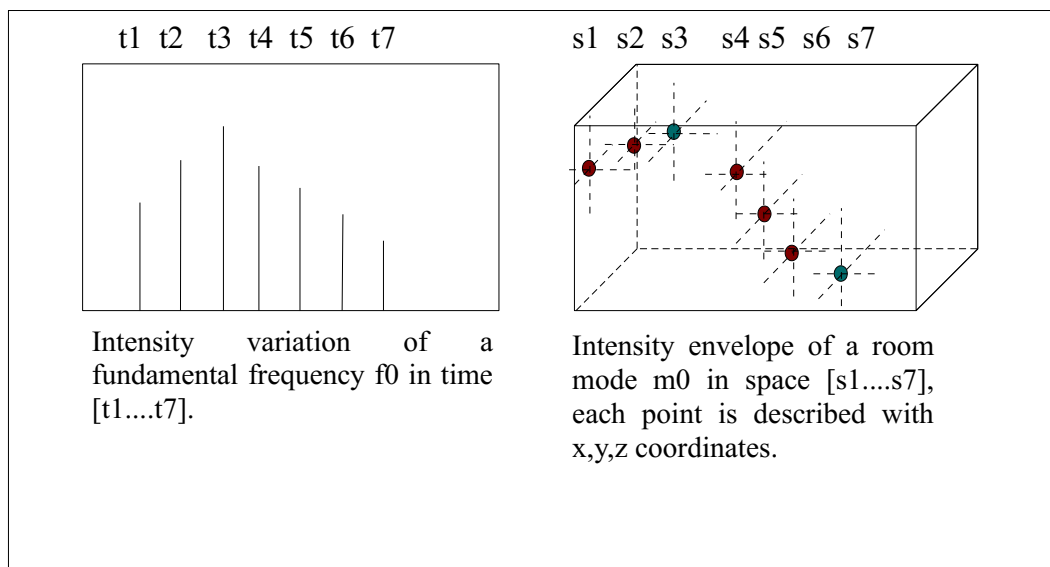 t1 t2 t3 t4 t5 t6 t7
s1 s2 s3 s4 s5 s6 s7
Intensity variation of a
fundamental frequency f0 in time
[t1....t7].
Intensity envelope of a room
mode m0 in space [s1....s7],
each point is described with
x,y,z coordinates.